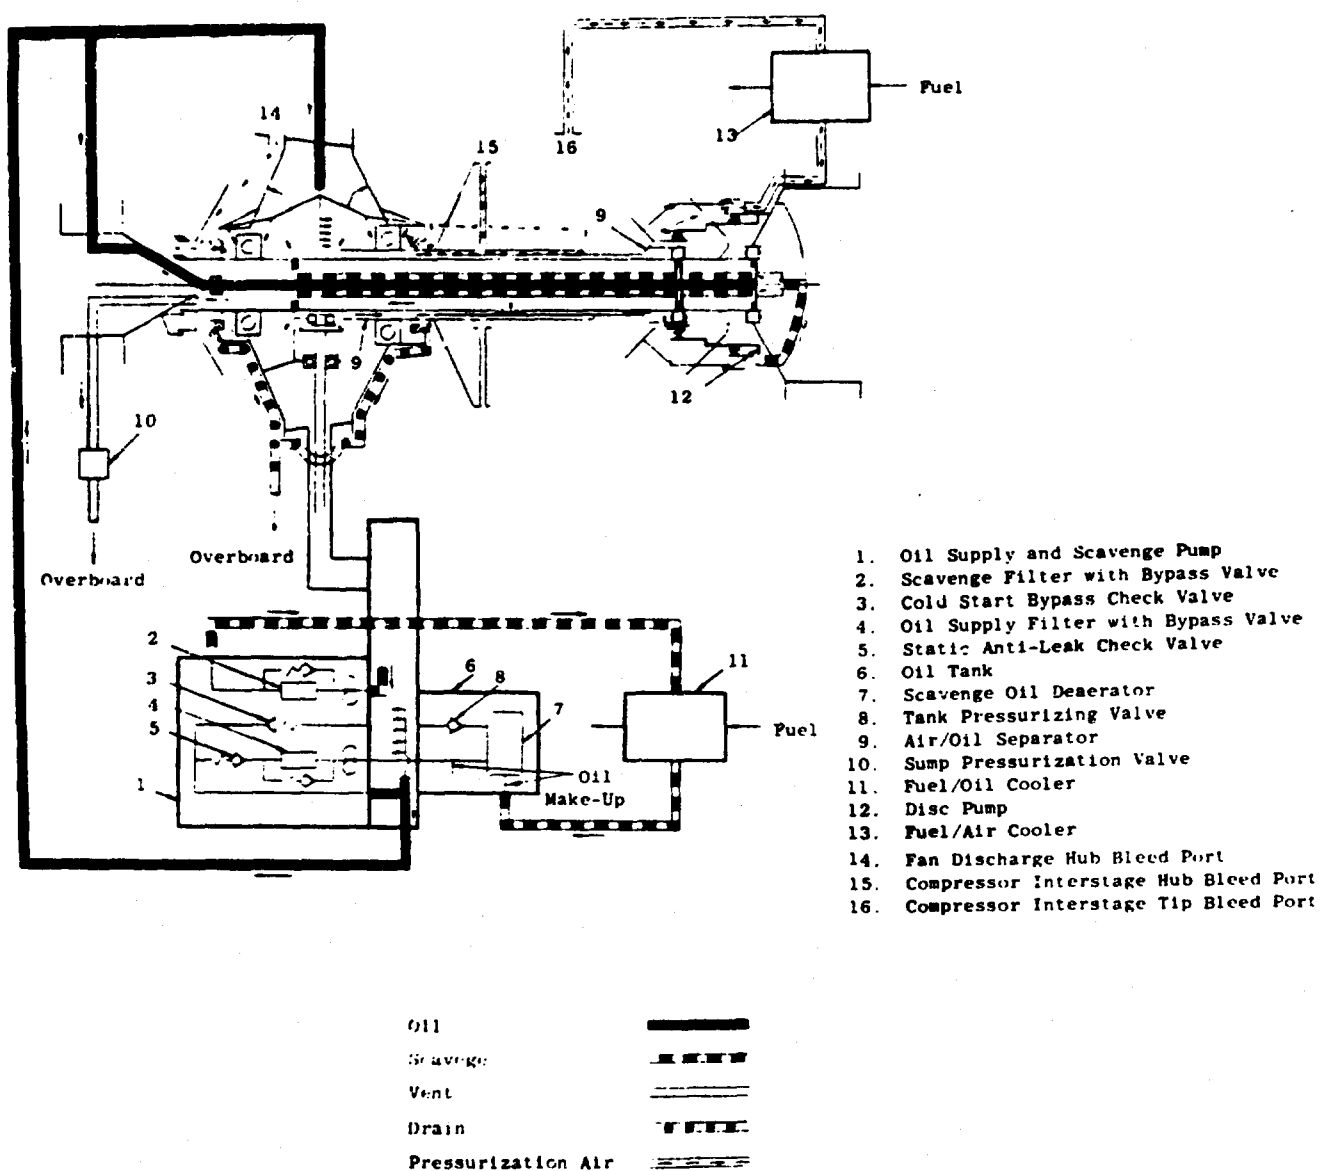 14
15
16
13
Fuel
9
9
12
10
Overboard
Overboard
2
3
4
5
1
6
8
7
11
Fuel
Oil
Make-Up
1. Oil Supply and Scavenge Pump
2. Scavenge Filter with Bypass Valve
3. Cold Start Bypass Check Valve
4. Oil Supply Filter with Bypass Valve
5. Static Anti-Leak Check Valve
6. Oil Tank
7. Scavenge Oil Deaerator
8. Tank Pressurizing Valve
9. Air/Oil Separator
10. Sump Pressurization Valve
11. Fuel/Oil Cooler
12. Disc Pump
13. Fuel/Air Cooler
14. Fan Discharge Hub Bleed Port
15. Compressor Interstage Hub Bleed Port
16. Compressor Interstage Tip Bleed Port
Oil
Scavege
Vent
Drain
Pressurization Air